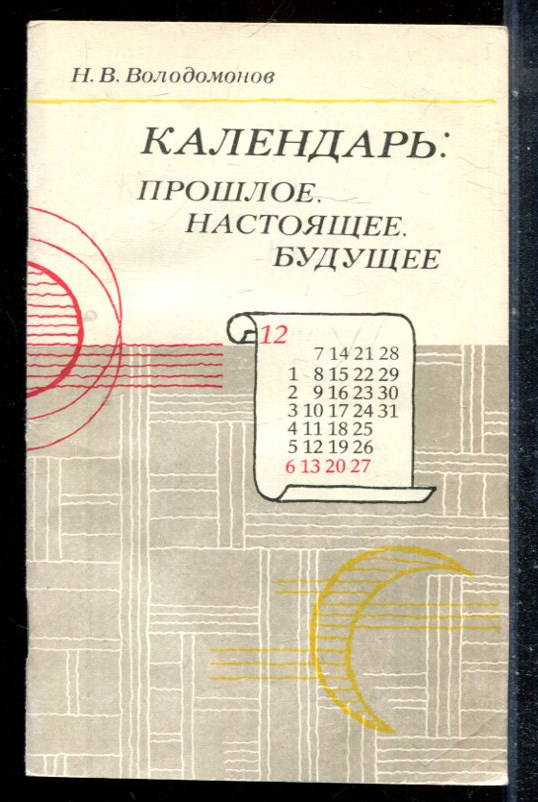 Н. В. Володомонов
КАЛЕНДАРЬ:
ПРОШЛОЕ.
НАСТОЯЩЕЕ.
БУДУЩЕЕ
12
7 14 21 28
1 8 15 22 29
2 9 16 23 30
3 10 17 24 31
4 11 18 25
5 12 19 26
6 13 20 27